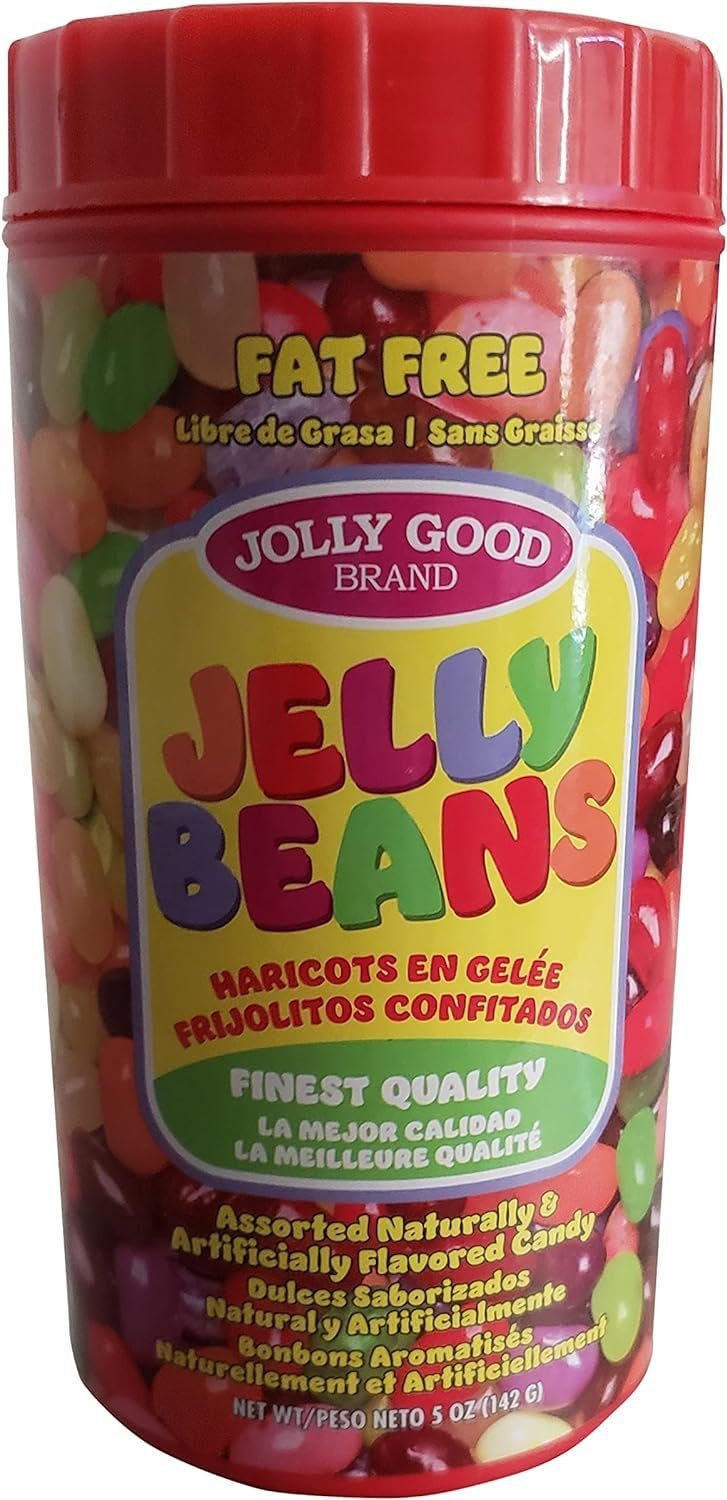 FAT FREE
Libre de Grasa | Sans Graisse
JOLLY GOOD
BRAND
JELLY
BEANS
HARICOTS EN GELÉE
FRIJOLITOS CONFITADOS
FINEST QUALITY
LA MEJOR CALIDAD
LA MEILLEURE QUALITÉ
Assorted Naturally &
Artificially Flavored Candy
Dulces Saborizados
Natural y Artificialmente
Bonbons Aromatisés
Naturellement et Artificiellement
NET WT/PESO NETO 5 OZ (142 G)